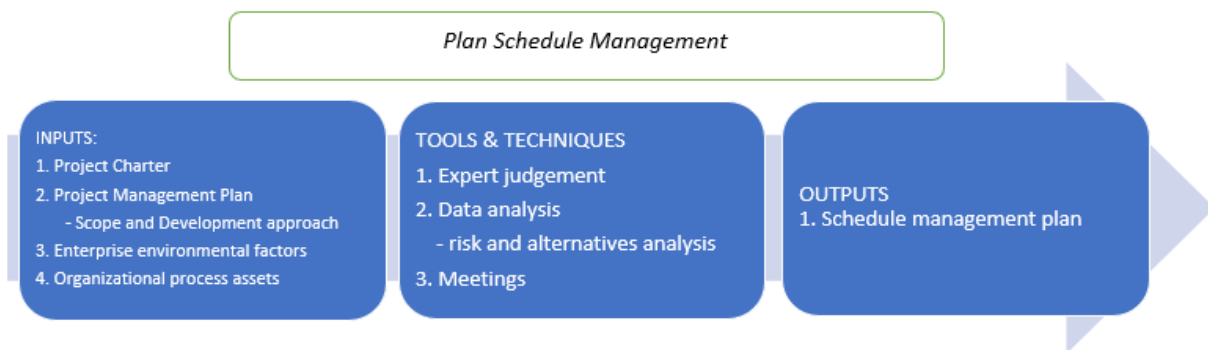 Plan Schedule Management
INPUTS:
1. Project Charter
2. Project Management Plan
- Scope and Development approach
3. Enterprise environmental factors
4. Organizational process assets
TOOLS & TECHNIQUES
1. Expert judgement
2. Data analysis
- risk and alternatives analysis
3. Meetings
OUTPUTS
1. Schedule management plan